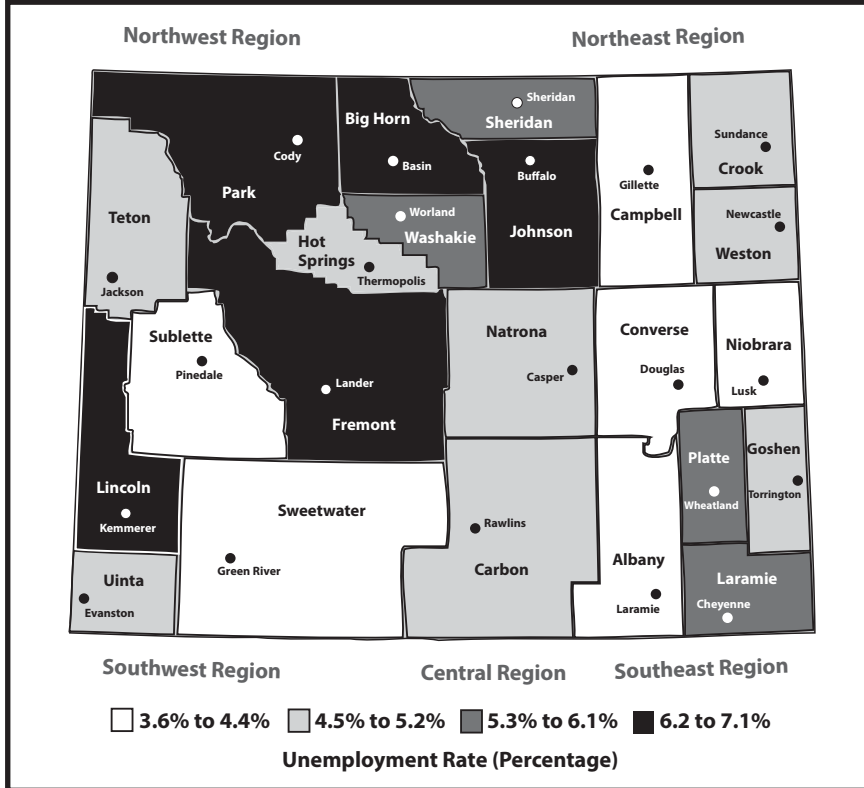 Northwest Region
Northeast Region
Big Horn
Sheridan
Sheridan
Sundance
Cody
Basin
Buffalo
Crook
Gillette
Park
Worland
Newcastle
Teton
Campbell
Johnson
Washakie
Hot
Springs
Weston
Thermopolis
Jackson
Sublette
Natrona
Converse
Niobrara
Pinedale
Casper
Douglas
Lander
Lusk
Fremont
Goshen
Platte
Lincoln
Torrington
Wheatland
Sweetwater
Kemmerer
Rawlins
Albany
Green River
Carbon
Uinta
Laramie
Evanston
Laramie
Cheyenne
Southwest Region
Central Region
Southeast Region
3.6% to 4.4%
4.5% to 5.2%
5.3% to 6.1%
6.2 to 7.1%
Unemployment Rate (Percentage)